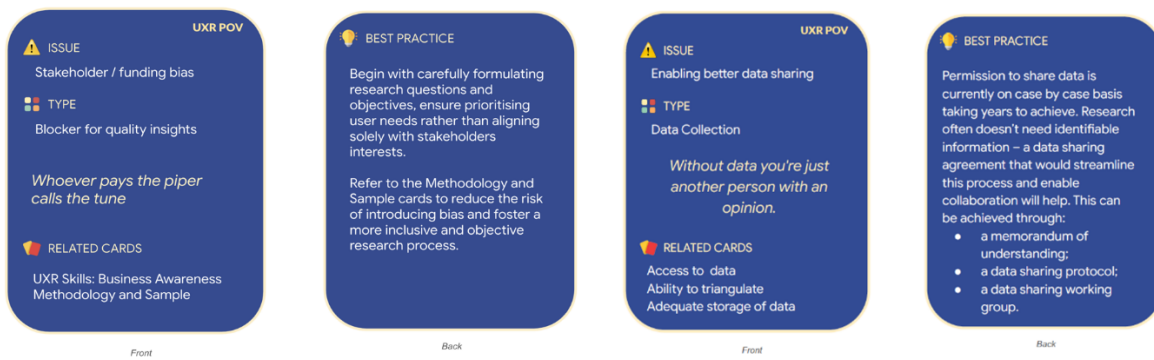 UXR POV
ISSUE
Stakeholder / funding bias
TYPE
Blocker for quality insights
Whoever pays the piper
calls the tune
RELATED CARDS
UXR Skills: Business Awareness
Methodology and Sample
Front
BEST PRACTICE
Begin with carefully formulating
research questions and
objectives, ensure prioritising
user needs rather than aligning
solely with stakeholders
interests.
Refer to the Methodology and
Sample cards to reduce the risk
of introducing bias and foster a
more inclusive and objective
research process.
Back
UXR POV
ISSUE
Enabling better data sharing
TYPE
Data Collection
Without data you're just
another person with an
opinion.
RELATED CARDS
Access to data
Ability to triangulate
Adequate storage of data
Front
BEST PRACTICE
Permission to share data is
currently on case by case basis
taking years to achieve. Research
often doesn't need identifiable
information – a data sharing
agreement that would streamline
this process and enable
collaboration will help. This can
be achieved through:
● a memorandum of
understanding;
● a data sharing protocol;
● a data sharing working
group.
Back